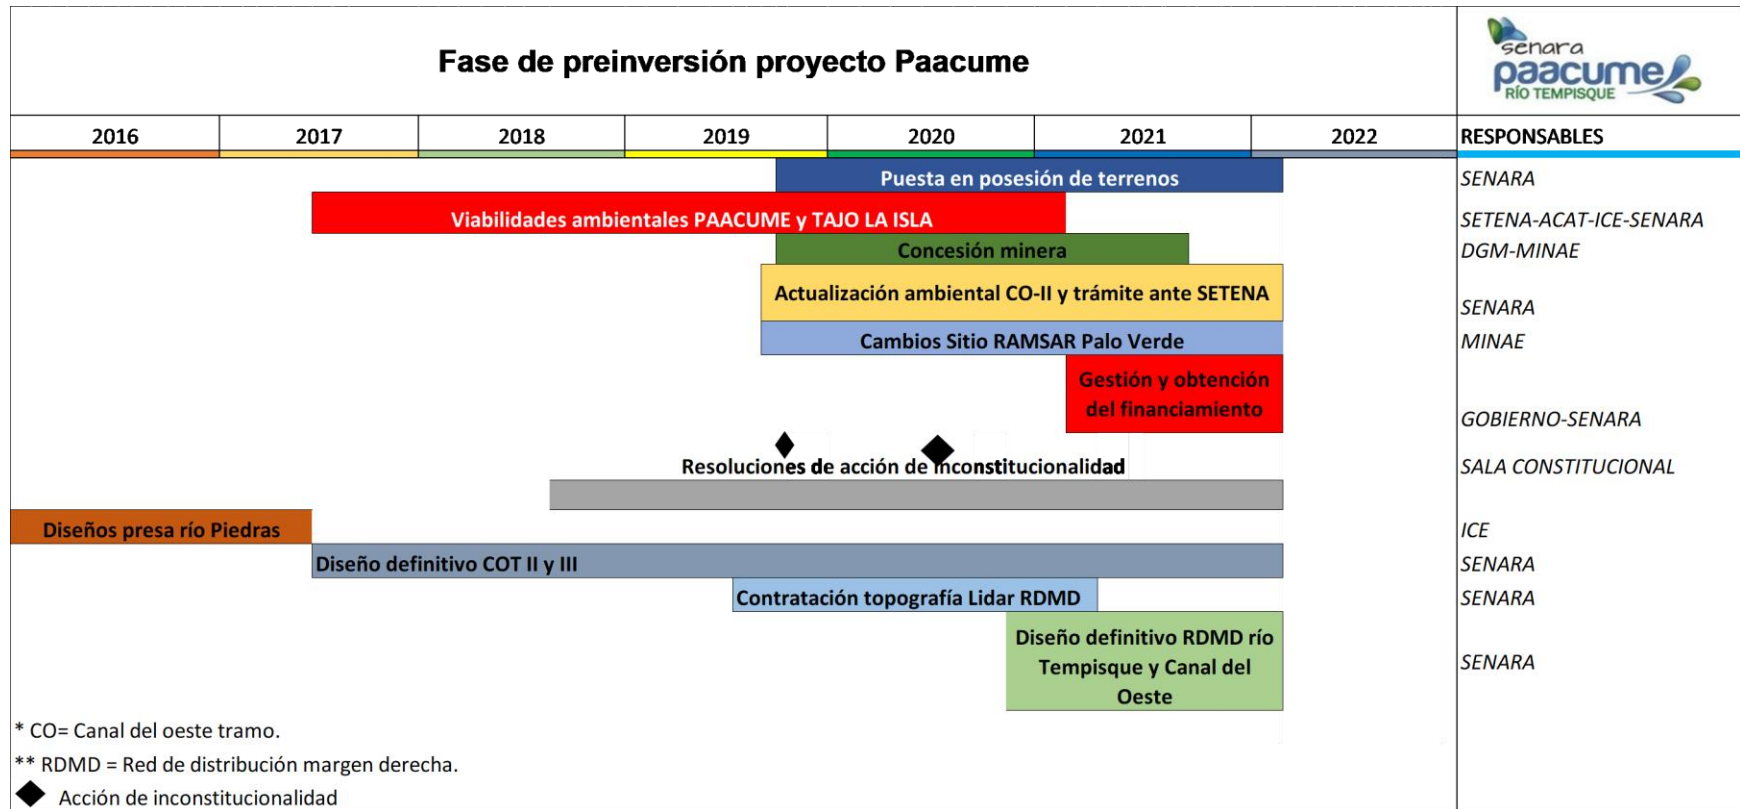 Fase de preinversión proyecto Paacume
senara
paacume
RÍO TEMPISQUE
2016 2017 2018 2019 2020 2021 2022 RESPONSABLES
Puesta en posesión de terrenos SENARA
Viabilidades ambientales PAACUME y TAJO LA ISLA SETENA-ACAT-ICE-SENARA
Concesión minera DGM-MINAE
Actualización ambiental CO-II y trámite ante SETENA
SENARA
Cambios Sitio RAMSAR Palo Verde MINAE
Gestión y obtención
del financiamiento
GOBIERNO-SENARA
Resoluciones de acción de inconstitucionalidad SALA CONSTITUCIONAL
Diseños presa río Piedras ICE
Diseño definitivo COT II y III SENARA
Contratación topografía Lidar RDMD SENARA
Diseño definitivo RDMD río
Tempisque y Canal del
Oeste
SENARA
* CO= Canal del oeste tramo.
** RDMD = Red de distribución margen derecha.
Acción de inconstitucionalidad